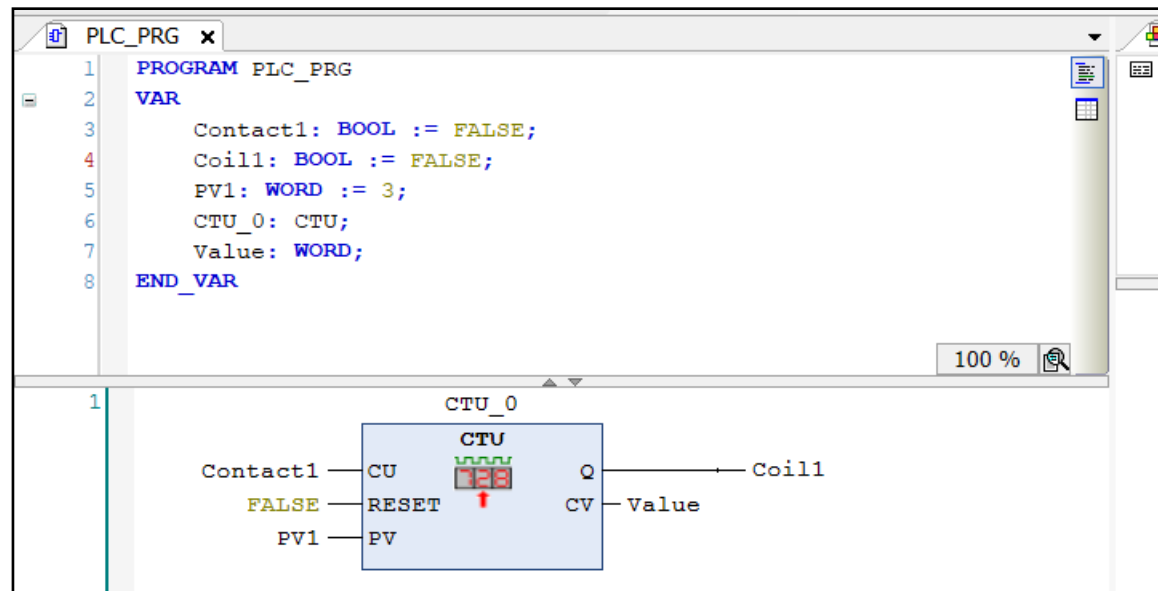 PLC_PRG x
1 PROGRAM PLC_PRG
2 VAR
3 Contact1: BOOL := FALSE;
4 Coil1: BOOL := FALSE;
5 PV1: WORD := 3;
6 CTU_0: CTU;
7 Value: WORD;
8 END_VAR
100 %
1 CTU_0
CTU
728
Contact1 CU Q Coil1
FALSE RESET CV Value
PV1 PV